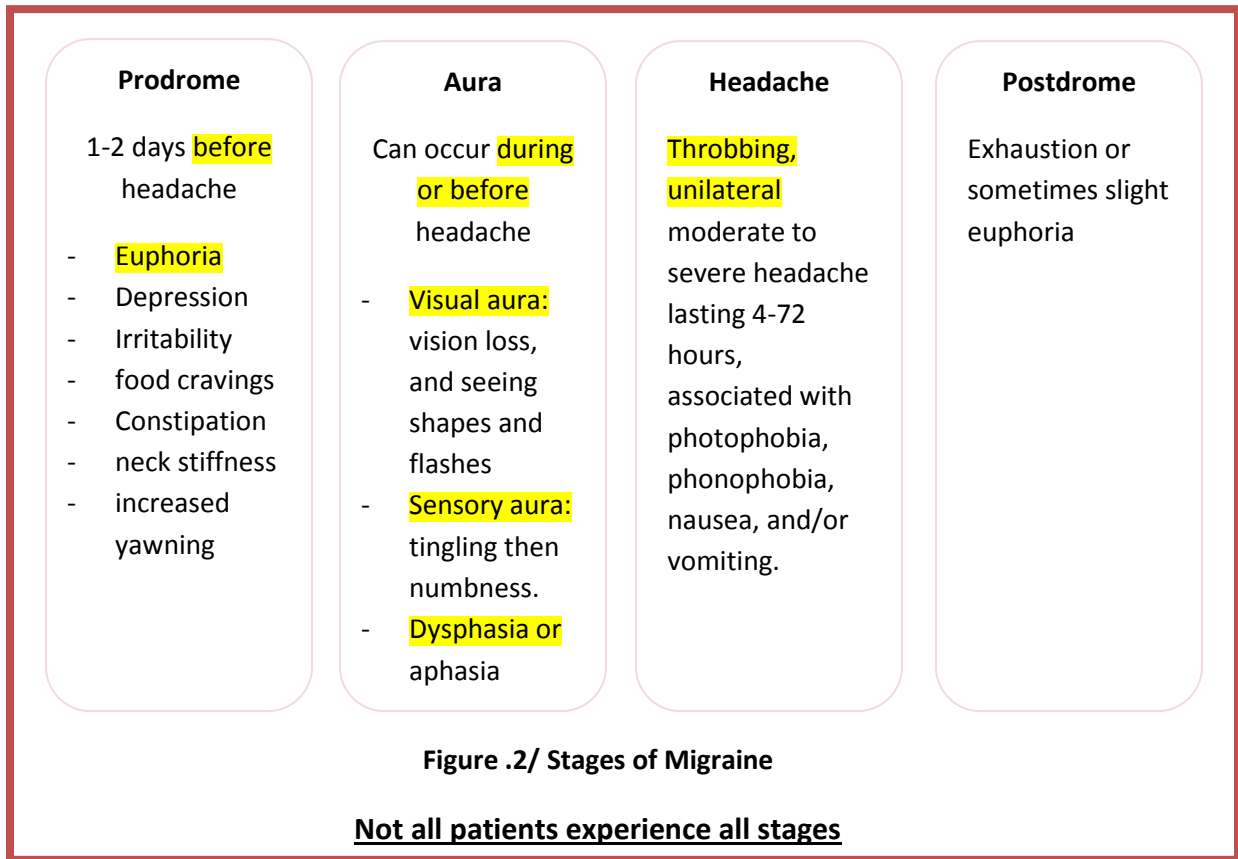 Prodrome
1-2 days before
headache
- Euphoria
- Depression
- Irritability
- food cravings
- Constipation
- neck stiffness
- increased
yawning
Aura
Can occur during
or before
headache
- Visual aura:
vision loss,
and seeing
shapes and
flashes
- Sensory aura:
tingling then
numbness.
- Dysphasia or
aphasia
Headache
Throbbing,
unilateral
moderate to
severe headache
lasting 4-72
hours,
associated with
photophobia,
phonophobia,
nausea, and/or
vomiting.
Postdrome
Exhaustion or
sometimes slight
euphoria
Figure .2/ Stages of Migraine
Not all patients experience all stages